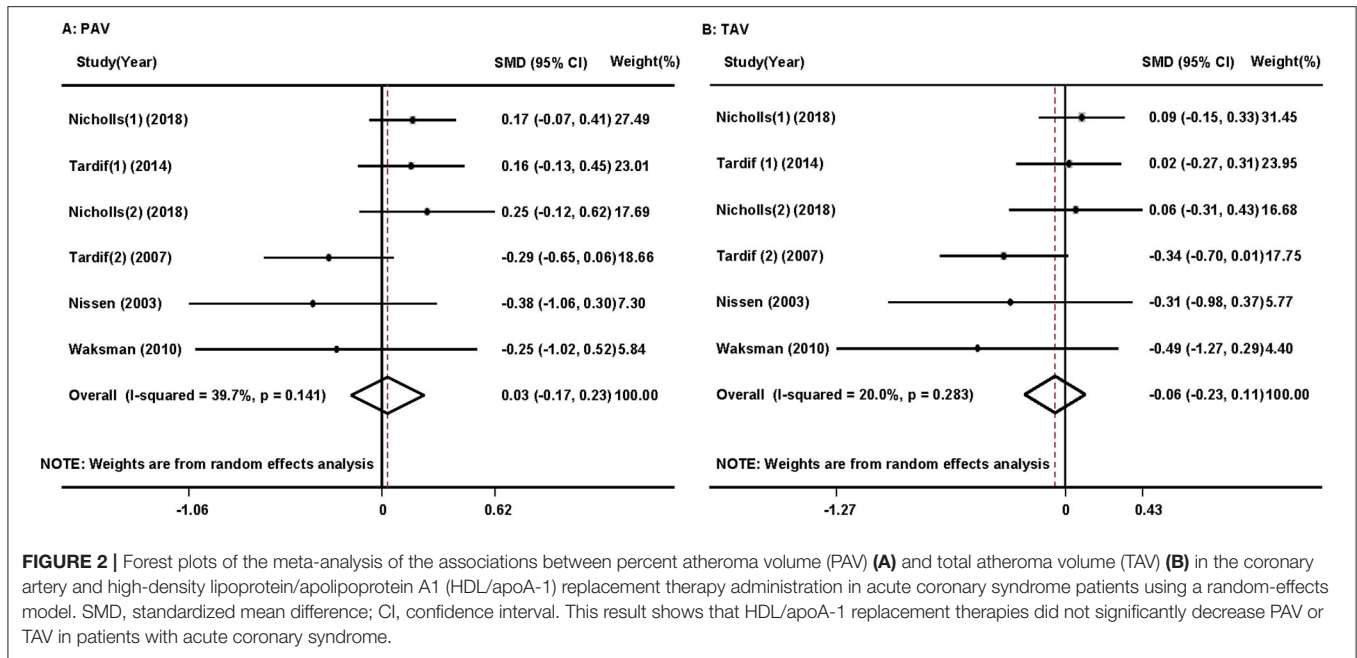 A: PAV
Study(Year) SMD (95% CI) Weight(%)
Nicholls(1) (2018) 0.17 (-0.07, 0.41) 27.49
Tardif(1) (2014) 0.16 (-0.13, 0.45) 23.01
Nicholls(2) (2018) 0.25 (-0.12, 0.62) 17.69
Tardif(2) (2007) -0.29 (-0.65, 0.06) 18.66
Nissen (2003) -0.38 (-1.06, 0.30) 7.30
Waksman (2010) -0.25 (-1.02, 0.52) 5.84
Overall (I-squared = 39.7%, p = 0.141) 0.03 (-0.17, 0.23) 100.00
NOTE: Weights are from random effects analysis
-1.06 0 0.62
B: TAV
Study(Year) SMD (95% CI) Weight(%)
Nicholls(1) (2018) 0.09 (-0.15, 0.33) 31.45
Tardif (1) (2014) 0.02 (-0.27, 0.31) 23.95
Nicholls(2) (2018) 0.06 (-0.31, 0.43) 16.68
Tardif (2) (2007) -0.34 (-0.70, 0.01) 17.75
Nissen (2003) -0.31 (-0.98, 0.37) 5.77
Waksman (2010) -0.49 (-1.27, 0.29) 4.40
Overall (I-squared = 20.0%, p = 0.283) -0.06 (-0.23, 0.11) 100.00
NOTE: Weights are from random effects analysis
-1.27 0 0.43
FIGURE 2 | Forest plots of the meta-analysis of the associations between percent atheroma volume (PAV) (A) and total atheroma volume (TAV) (B) in the coronary
artery and high-density lipoprotein/apolipoprotein A1 (HDL/apoA-1) replacement therapy administration in acute coronary syndrome patients using a random-effects
model. SMD, standardized mean difference; CI, confidence interval. This result shows that HDL/apoA-1 replacement therapies did not significantly decrease PAV or
TAV in patients with acute coronary syndrome.